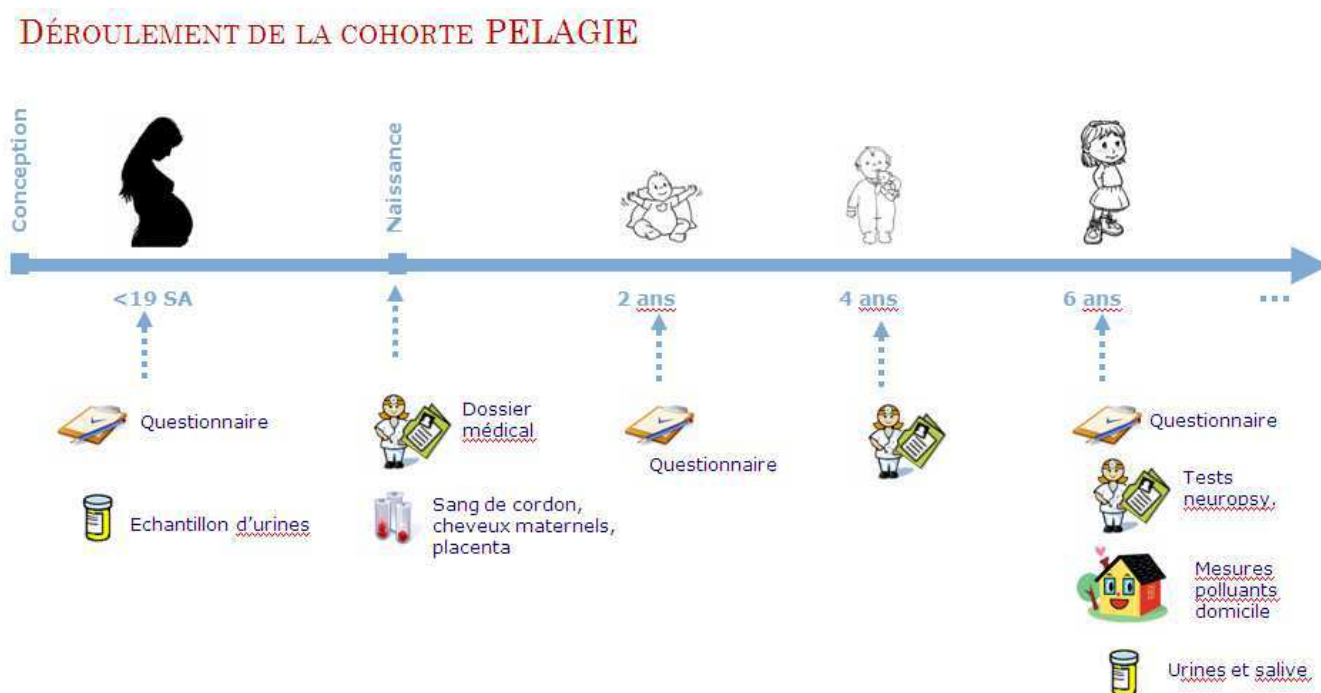 DÉROULEMENT DE LA COHORTE PELAGIE
Conception
Naissance
<19 SA
2 ans
4 ans
6 ans
...
Questionnaire
Echantillon d'urines
Dossier
médical
Sang de cordon,
cheveux maternels,
placenta
Questionnaire
Questionnaire
Tests
neuropsy.
Mesures
polluants
domicile
Urines et salive